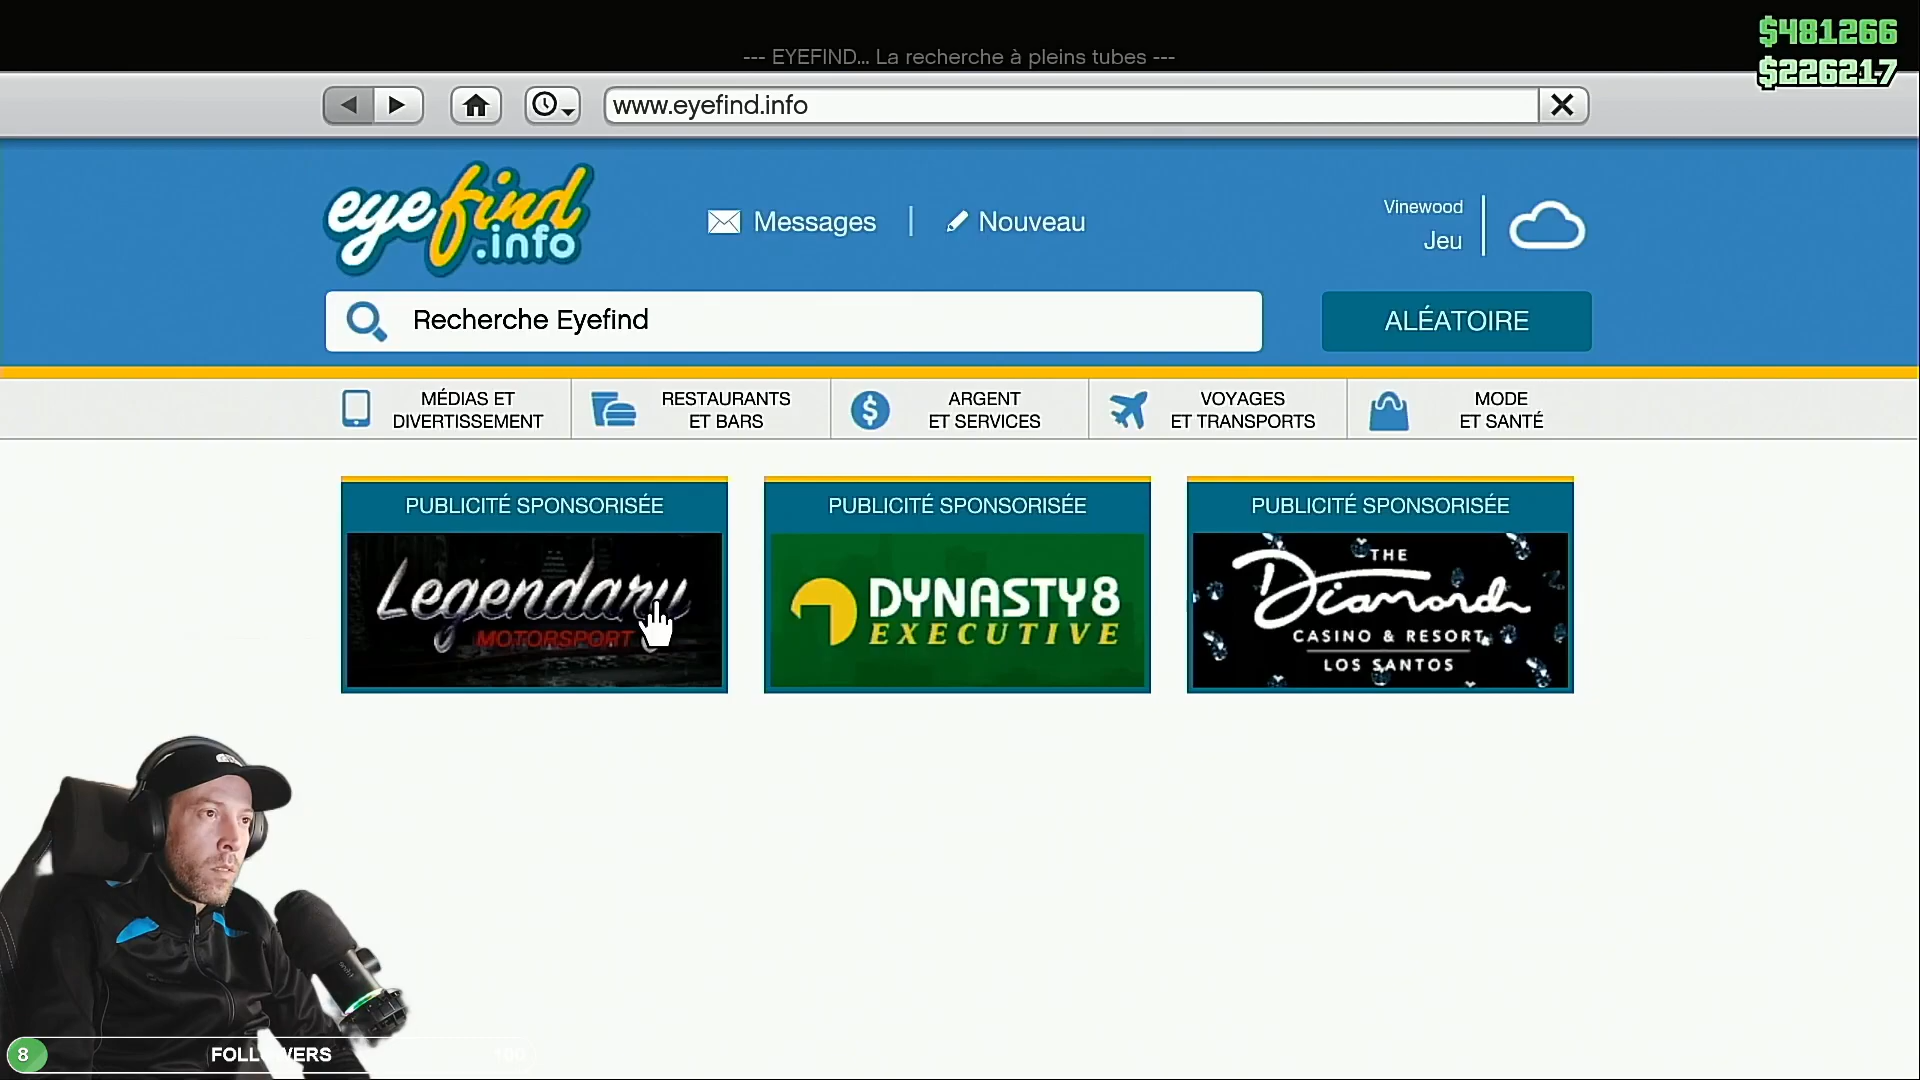 $481266
--- EYEFIND... La recherche à pleins tubes ---
$226217
www.eyefind.info
eyefind
.info
Messages
Nouveau
Vinewood
Jeu
Recherche Eyefind
ALÉATOIRE
MÉDIAS ET
DIVERTISSEMENT
RESTAURANTS
ET BARS
ARGENT
ET SERVICES
VOYAGES
ET TRANSPORTS
MODE
ET SANTÉ
PUBLICITÉ SPONSORISÉE
Legendary
MOTORSPORT
PUBLICITÉ SPONSORISÉE
DYNASTY8
EXECUTIVE
PUBLICITÉ SPONSORISÉE
THE
Diamond
CASINO & RESORT
LOS SANTOS
8
FOLLOWERS
100